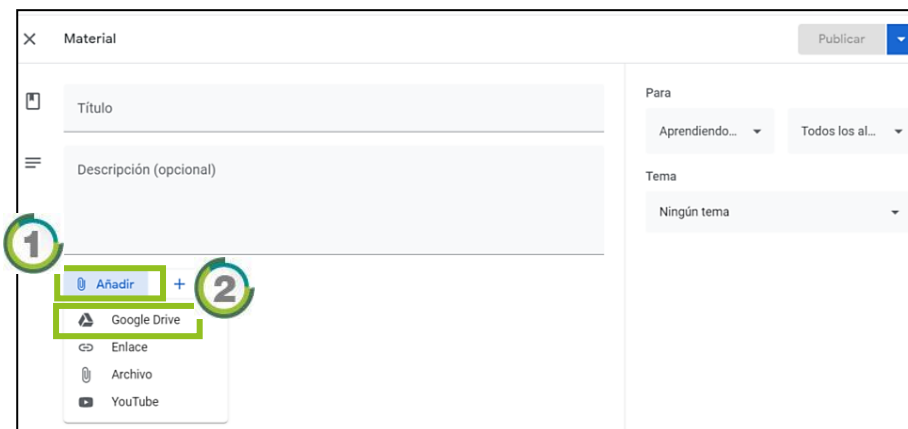 Material
Publicar
Título
Descripción (opcional)
Para
Aprendiendo...
Todos los al...
Tema
Ningún tema
1
Añadir
+
2
Google Drive
Enlace
Archivo
YouTube